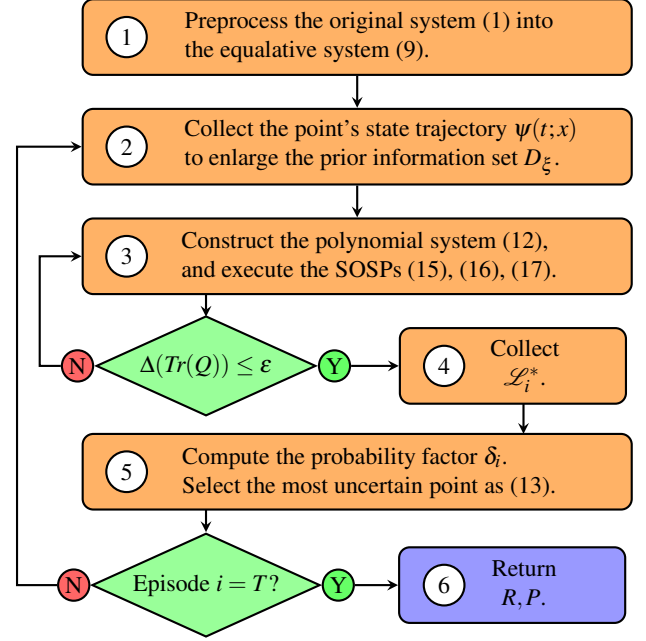 1
Preprocess the original system (1) into
the equalative system (9).
2
Collect the point's state trajectory ψ(t;x)
to enlarge the prior information set D_ξ.
3
Construct the polynomial system (12),
and execute the SOSPs (15), (16), (17).
N
Δ(Tr(Q)) ≤ ε
Y
4
Collect
ℒ_i^*.
5
Compute the probability factor δ_i.
Select the most uncertain point as (13).
N
Episode i = T?
Y
6
Return
R, P.